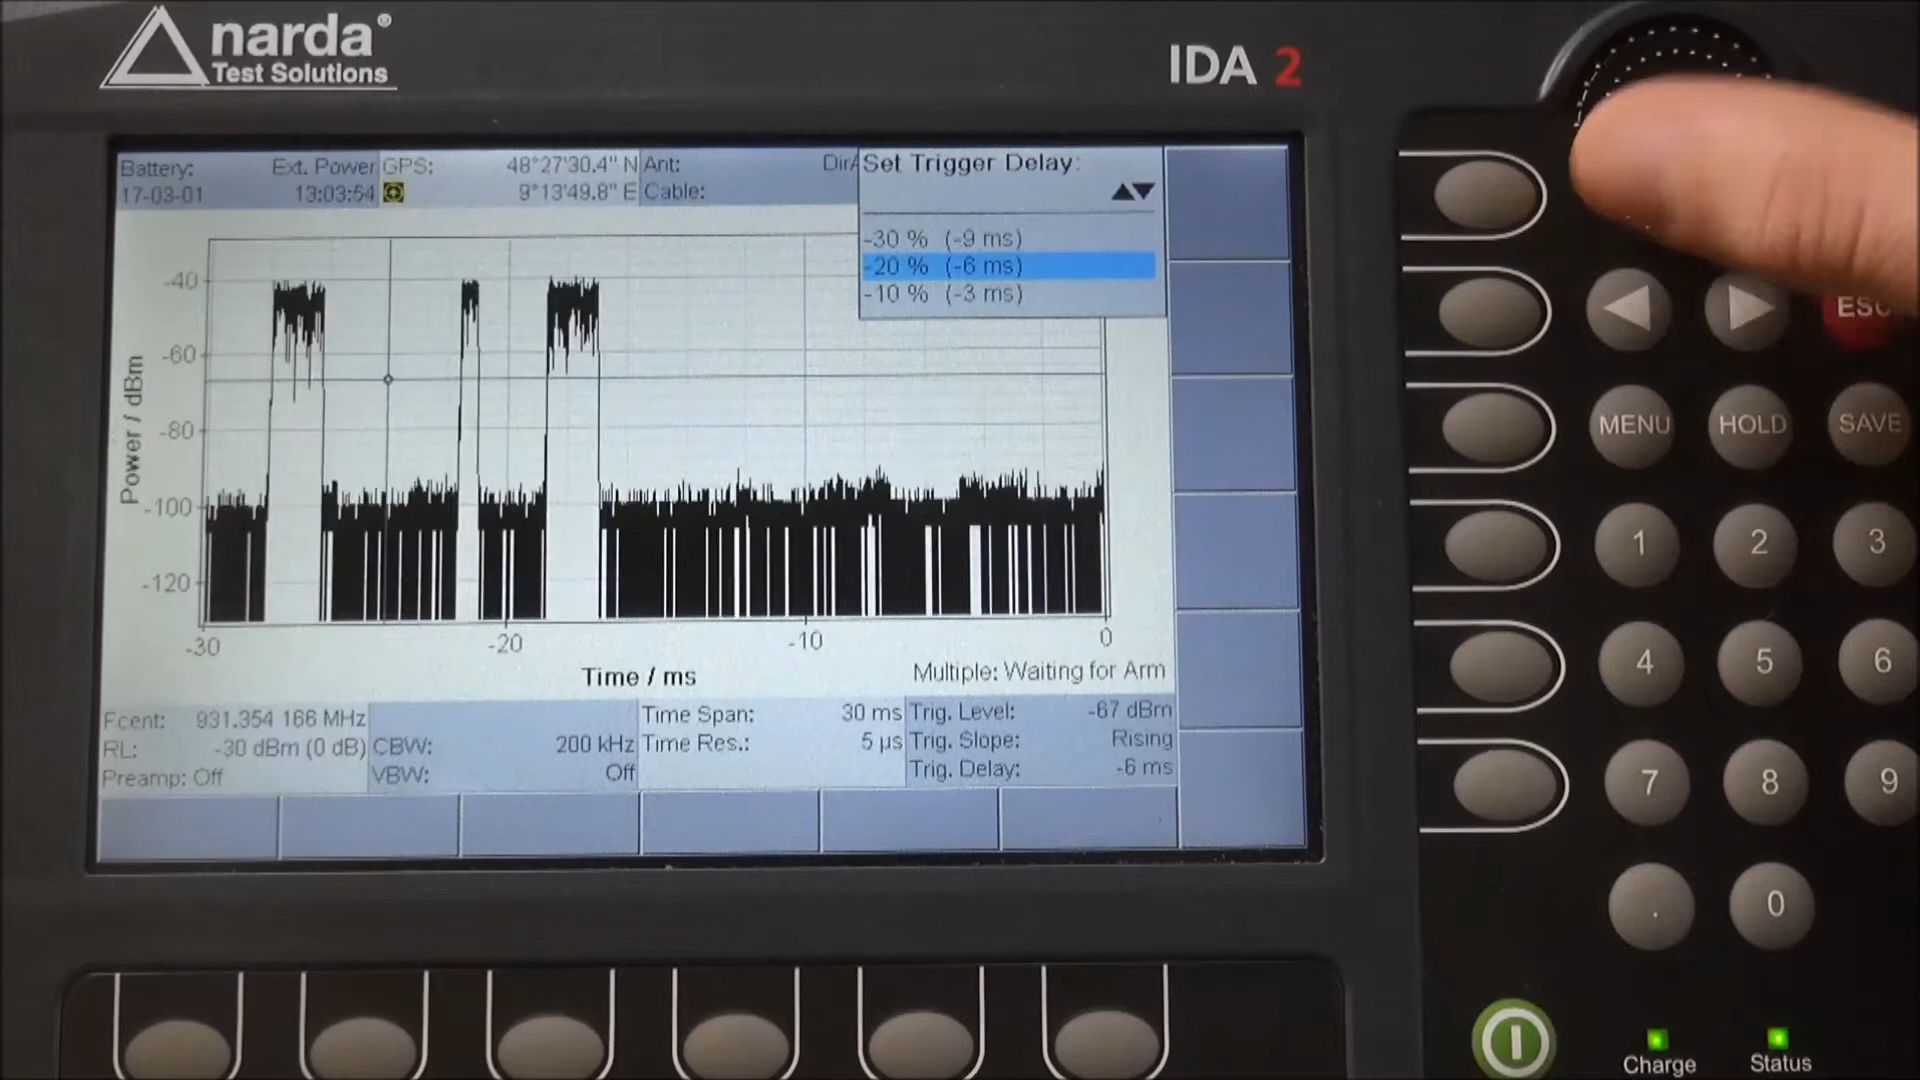 narda®
Test Solutions
IDA 2
Battery: Ext. Power
17-03-01 13:03:54
GPS: 48°27'30.4" N
9°13'49.8" E
Ant:
Cable:
Set Trigger Delay:
-30 % (-9 ms)
-20 % (-6 ms)
-10 % (-3 ms)
Power / dBm
-40
-60
-80
-100
-120
-30 -20 -10 0
Time / ms
Multiple: Waiting for Arm
Fcent: 931.354 166 MHz
RL: -30 dBm (0 dB)
Preamp: Off
CBW: 200 kHz
VBW: Off
Time Span: 30 ms
Time Res.: 5 µs
Trig. Level: -67 dBm
Trig. Slope: Rising
Trig. Delay: -6 ms
ESC
MENU HOLD SAVE
1 2 3
4 5 6
7 8 9
. 0
Charge Status